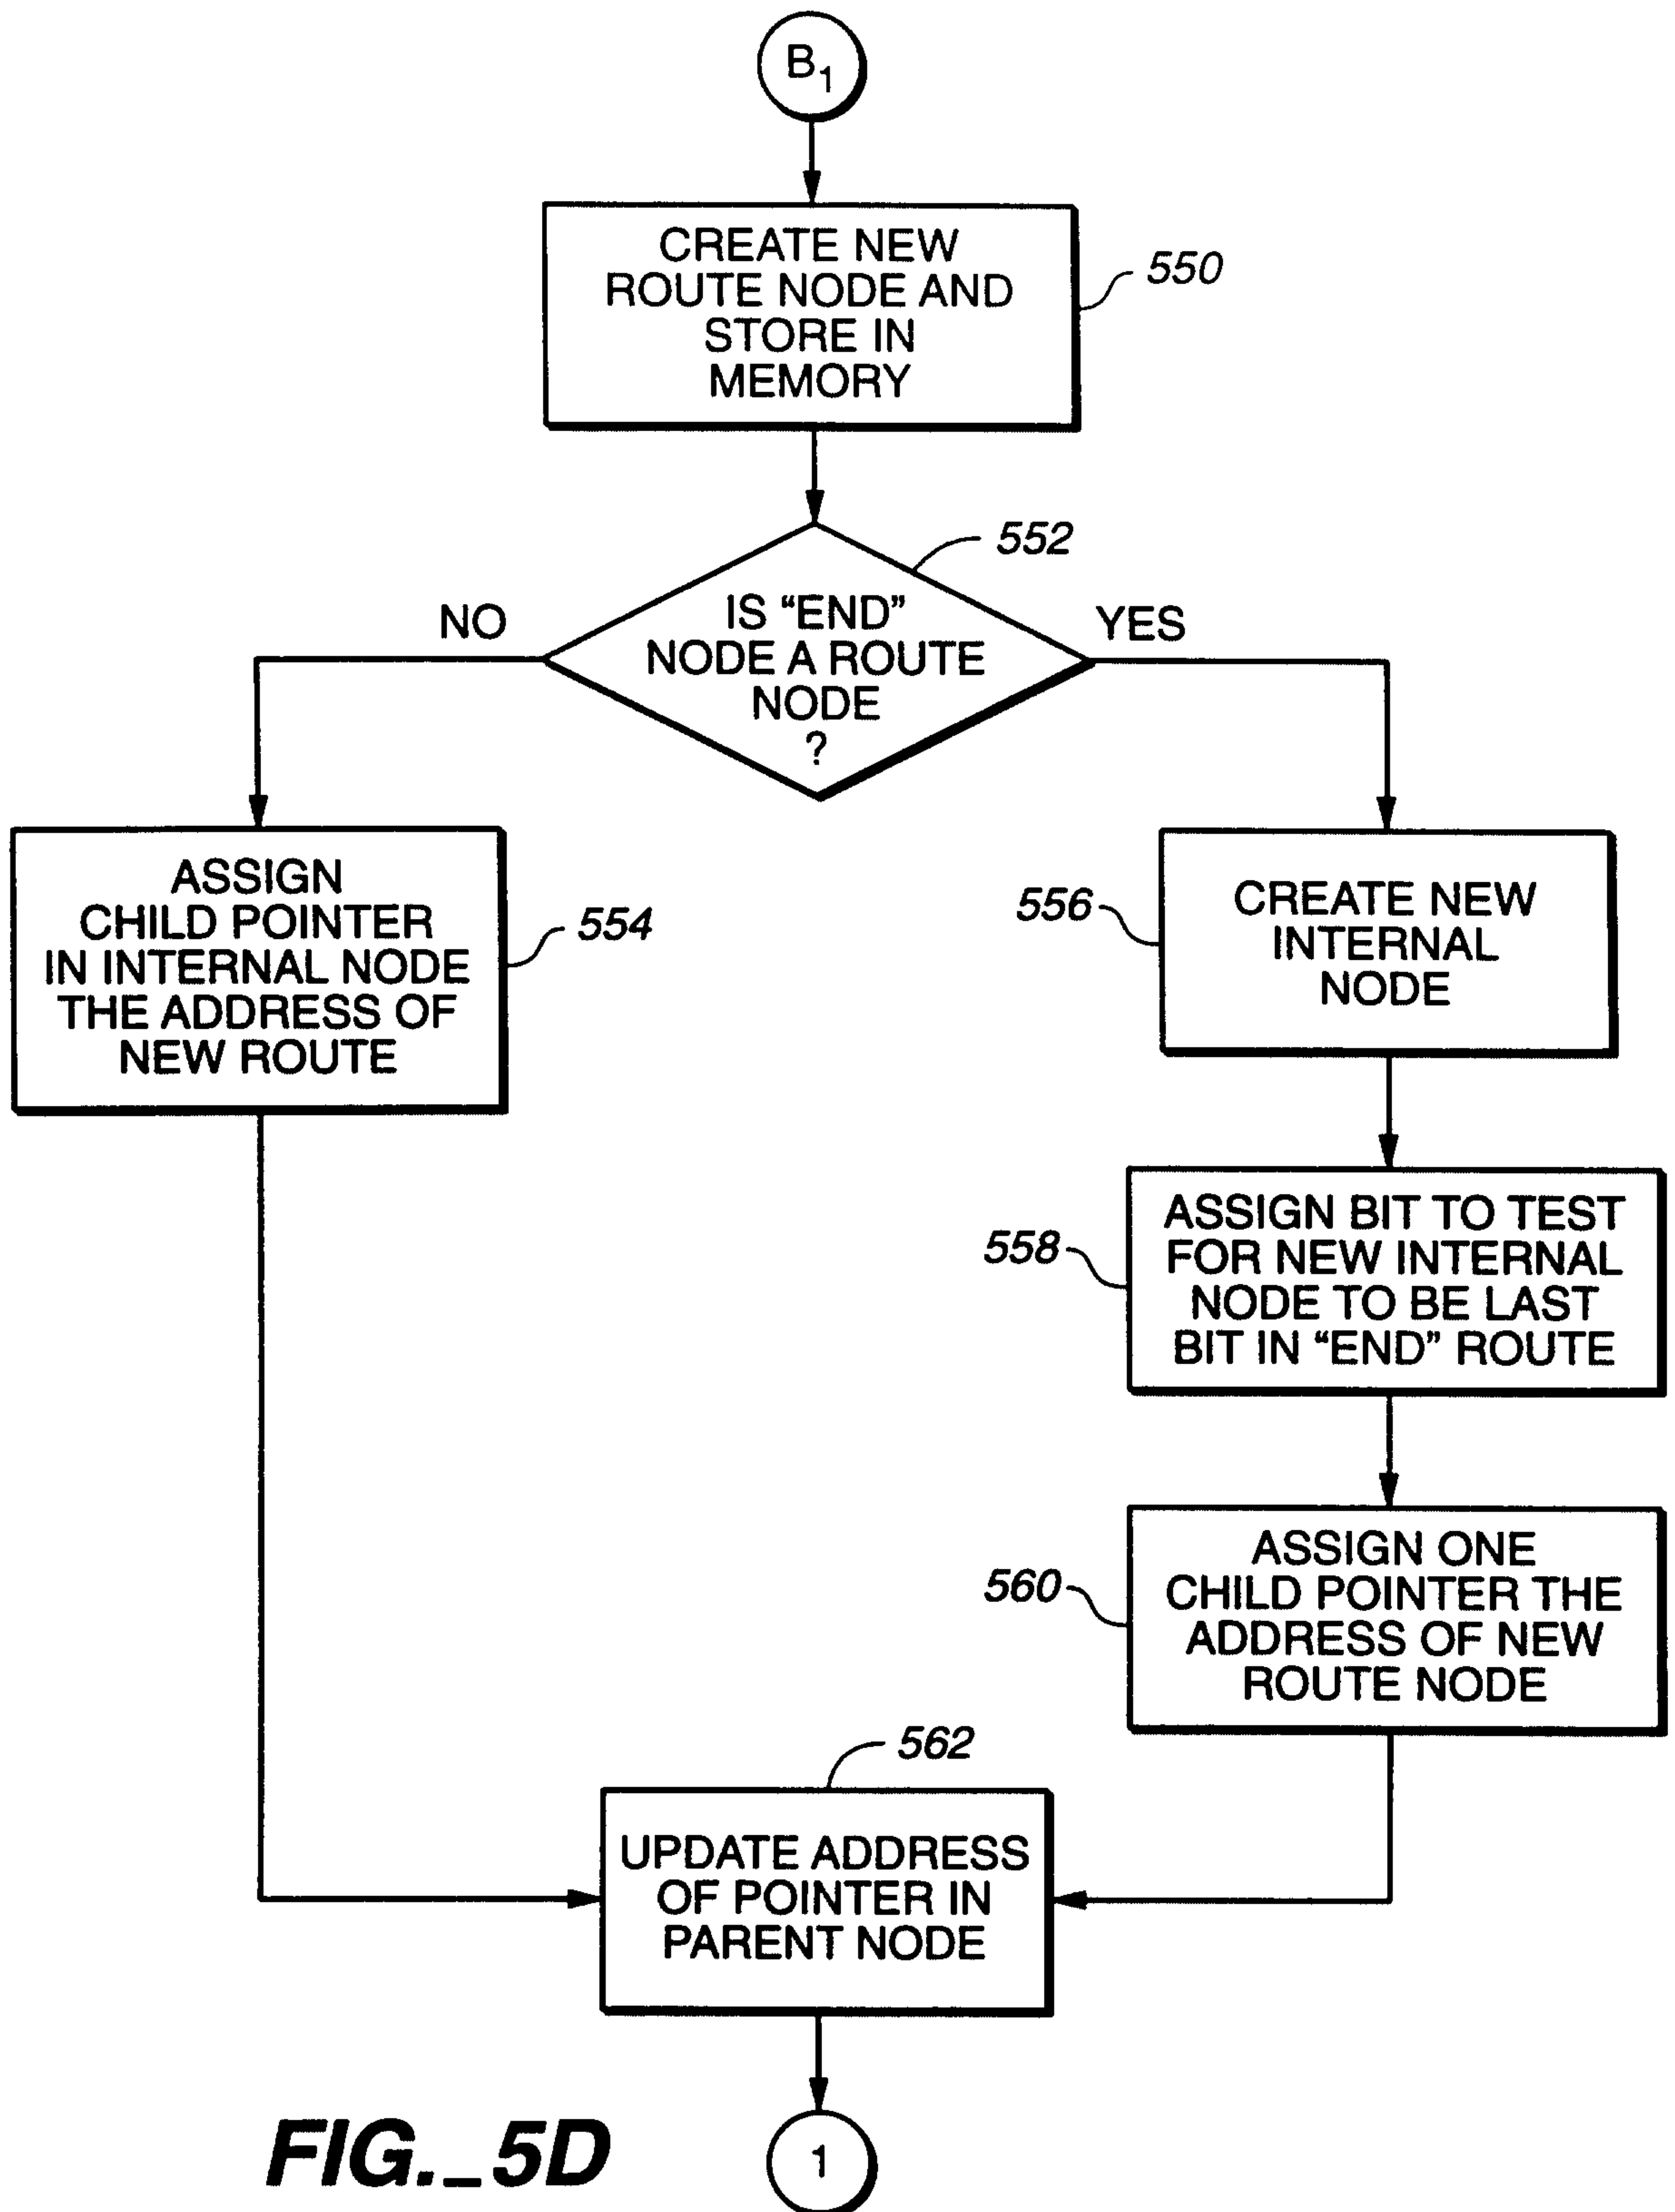 B1
CREATE NEW
ROUTE NODE AND
STORE IN
MEMORY
550
552
IS “END”
NODE A ROUTE
NODE
?
NO
YES
ASSIGN
CHILD POINTER
IN INTERNAL NODE
THE ADDRESS OF
NEW ROUTE
554
556
CREATE NEW
INTERNAL
NODE
558
ASSIGN BIT TO TEST
FOR NEW INTERNAL
NODE TO BE LAST
BIT IN “END” ROUTE
560
ASSIGN ONE
CHILD POINTER THE
ADDRESS OF NEW
ROUTE NODE
562
UPDATE ADDRESS
OF POINTER IN
PARENT NODE
1
FIG._5D